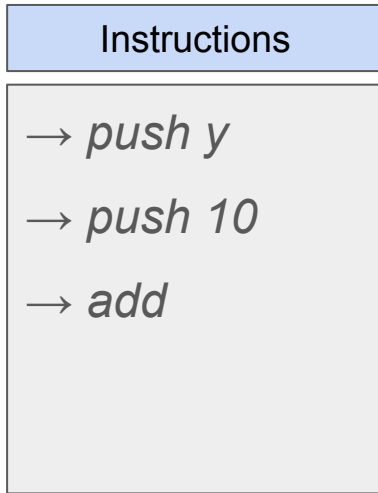 Instructions
→ push y
→ push 10
→ add